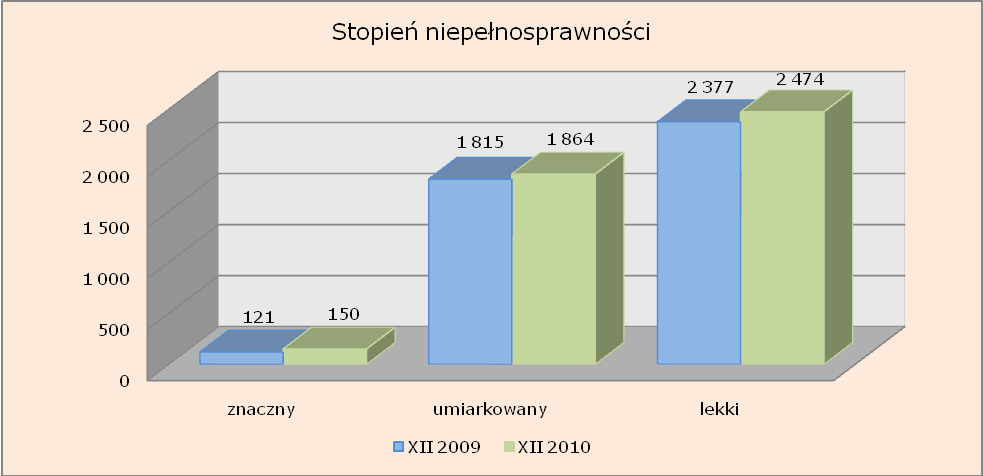 Stopień niepełnosprawności
2 500
2 000
1 500
1 000
500
0
121
150
1 815
1 864
2 377
2 474
znaczny
umiarkowany
lekki
XII 2009
XII 2010